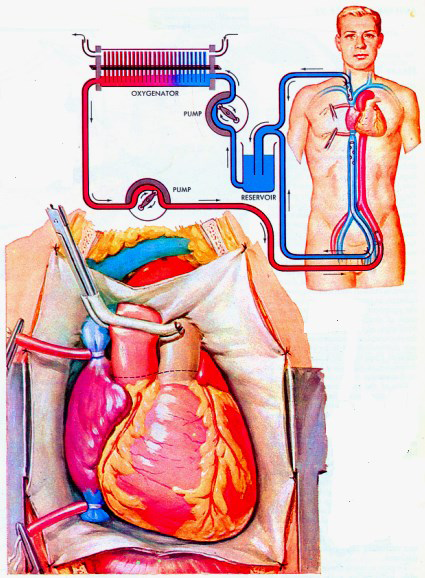 OXYGENATOR
PUMP
RESERVOIR
PUMP